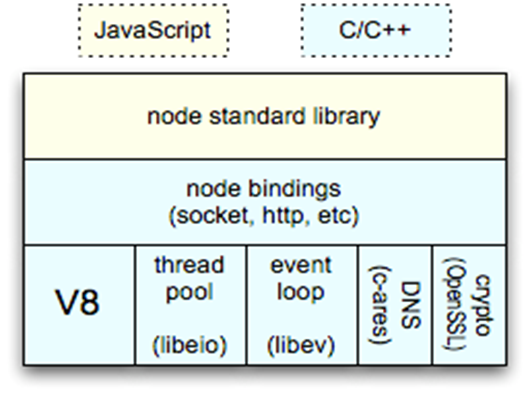 JavaScript
C/C++
node standard library
node bindings
(socket, http, etc)
V8
thread
pool
(libeio)
event
loop
(libev)
DNS
(c-ares)
crypto
(OpenSSL)